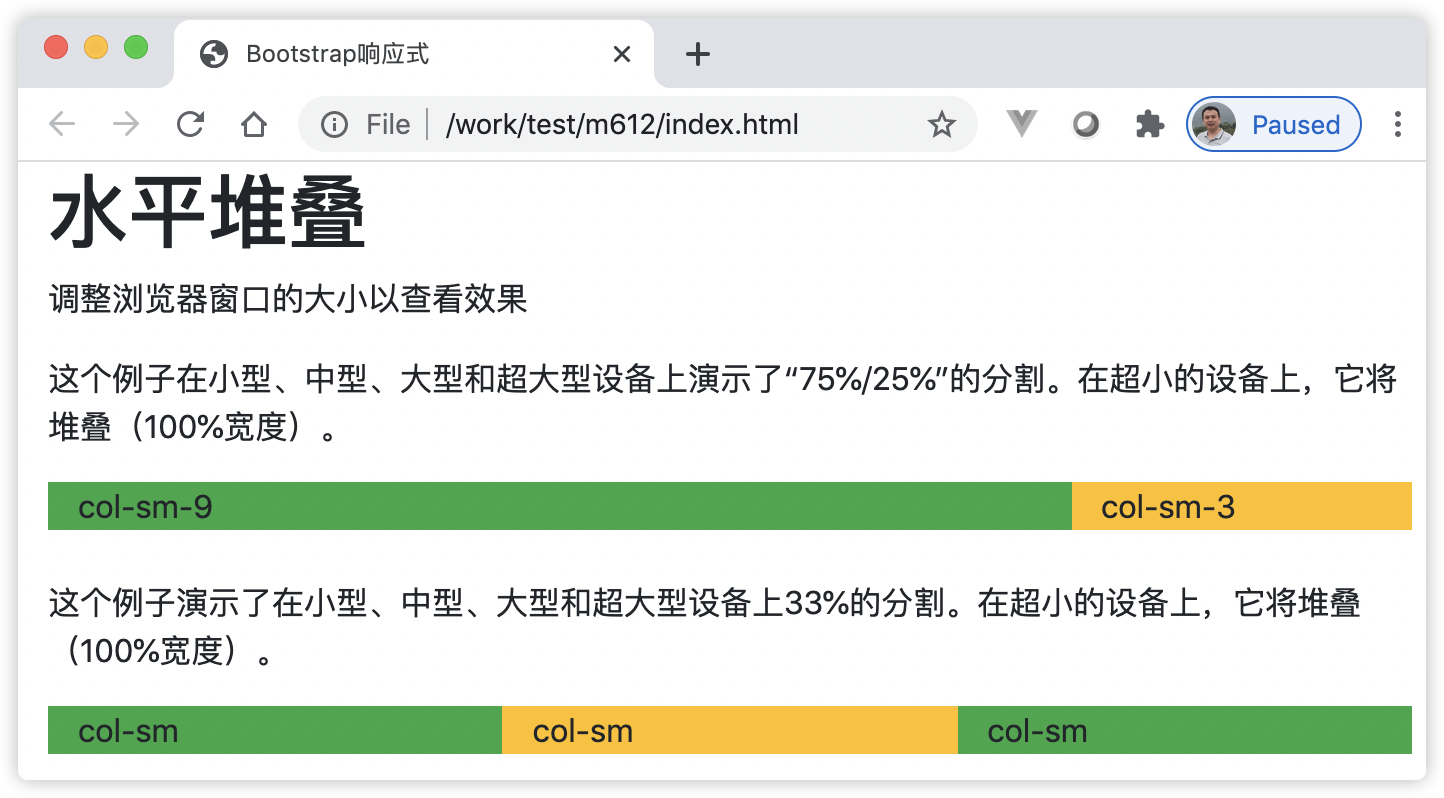 Bootstrap响应式
File /work/test/m612/index.html Paused
水平堆叠
调整浏览器窗口的大小以查看效果
这个例子在小型、中型、大型和超大型设备上演示了“75%/25%”的分割。在超小的设备上，它将
堆叠（100%宽度）。
col-sm-9 col-sm-3
这个例子演示了在小型、中型、大型和超大型设备上33%的分割。在超小的设备上，它将堆叠
（100%宽度）。
col-sm col-sm col-sm